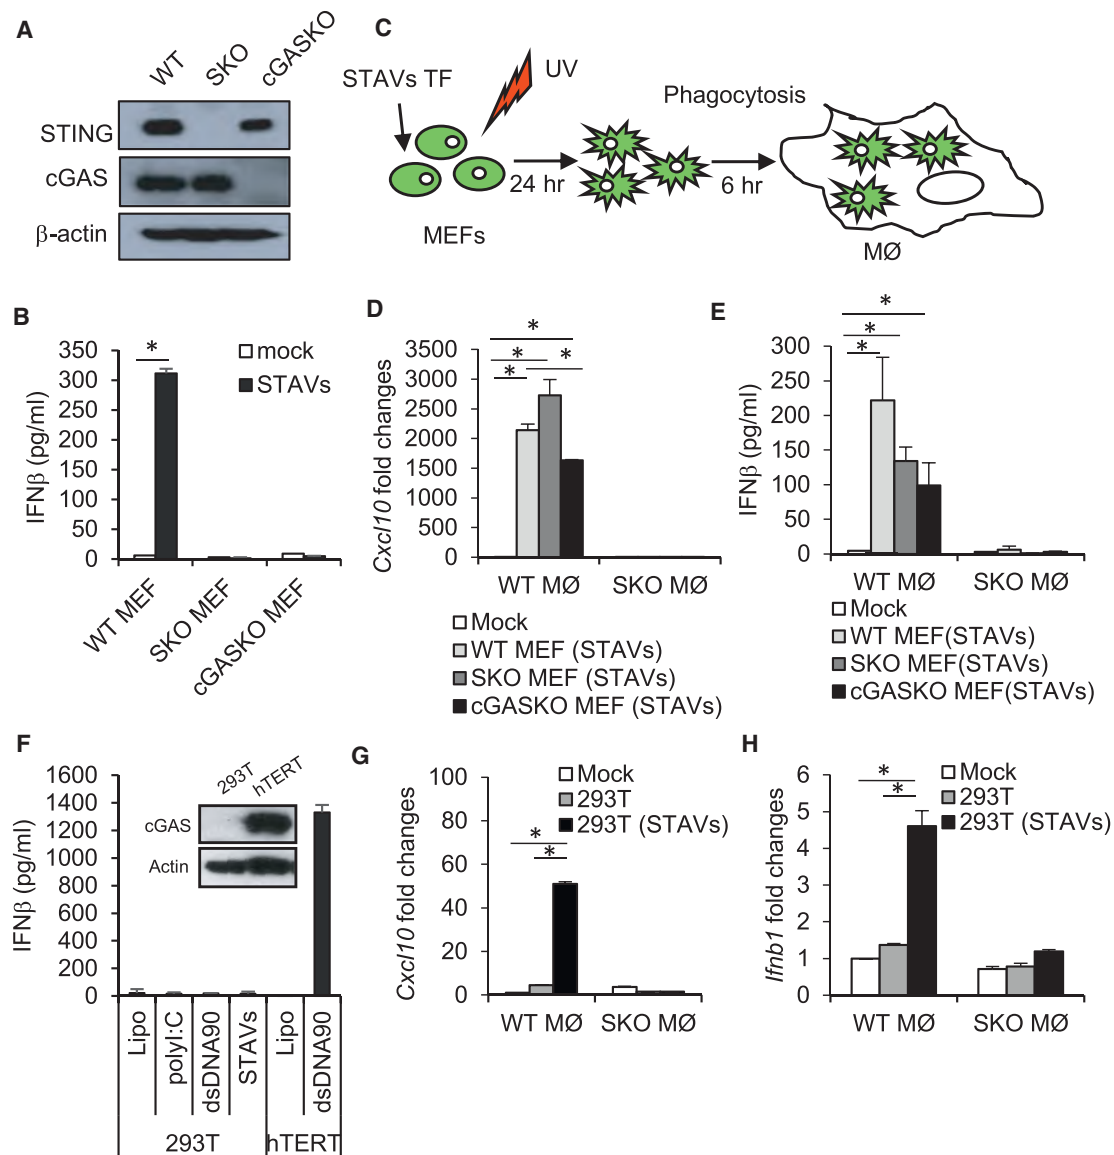 A
WT
SKO
cGASKO
STING
cGAS
β-actin
C
STAVs TF
UV
MEFs
24 hr
6 hr
Phagocytosis
MØ
B
IFNβ (pg/ml)
350
300
250
200
150
100
50
0
*
mock
STAVs
WT MEF
SKO MEF
cGASKO MEF
D
Cxcl10 fold changes
3500
3000
2500
2000
1500
1000
500
0
*
* *
*
WT MØ SKO MØ
Mock
WT MEF (STAVs)
SKO MEF (STAVs)
cGASKO MEF (STAVs)
E
IFNβ (pg/ml)
300
250
200
150
100
50
0
*
*
*
WT MØ SKO MØ
Mock
WT MEF(STAVs)
SKO MEF(STAVs)
cGASKO MEF(STAVs)
F
IFNβ (pg/ml)
1600
1400
1200
1000
800
600
400
200
0
293T
hTERT
cGAS
Actin
Lipo
polyI:C
dsDNA90
STAVs
Lipo
dsDNA90
293T hTERT
G
Cxcl10 fold changes
100
80
60
40
20
0
Mock
293T
293T (STAVs)
*
*
WT MØ SKO MØ
H
Ifnb1 fold changes
6
5
4
3
2
1
0
*
*
Mock
293T
293T (STAVs)
WT MØ SKO MØ